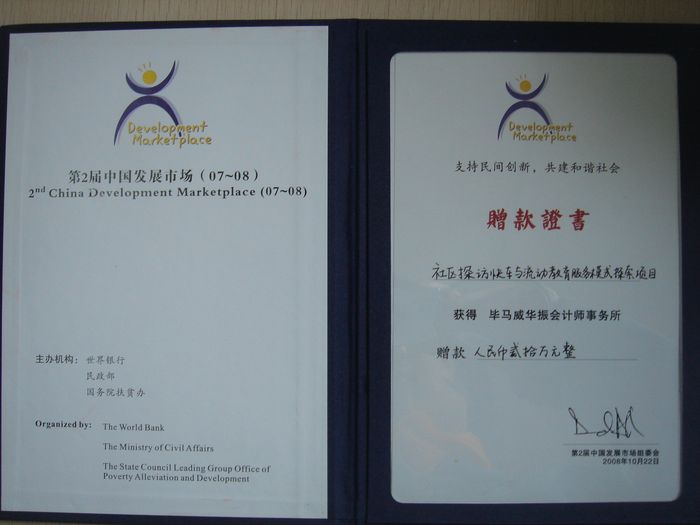 Development
Marketplace
第2届中国发展市场（07~08）
2nd China Development Marketplace (07~08)
主办机构： 世界银行
民政部
国务院扶贫办
Organized by: The World Bank
The Ministry of Civil Affairs
The State Council Leading Group Office of
Poverty Alleviation and Development
Development
Marketplace
支持民间创新，共建和谐社会
贈款證書
社区探访快车与流动教育服务模式探索项目
获得 毕马威华振会计师事务所
赠款 人民币贰拾万元整
第2届中国发展市场组委会
2008年10月22日